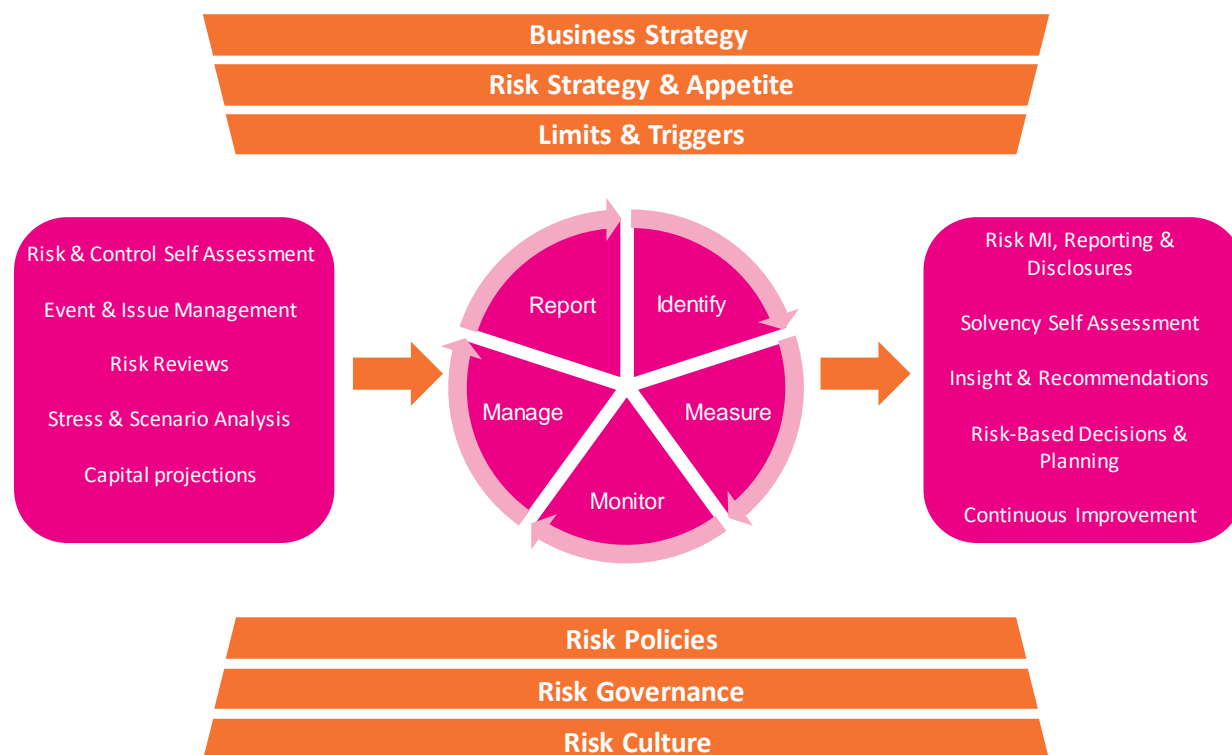 Business Strategy
Risk Strategy & Appetite
Limits & Triggers
Risk & Control Self Assessment
Event & Issue Management
Risk Reviews
Stress & Scenario Analysis
Capital projections
Report
Identify
Manage
Measure
Monitor
Risk MI, Reporting &
Disclosures
Solvency Self Assessment
Insight & Recommendations
Risk-Based Decisions &
Planning
Continuous Improvement
Risk Policies
Risk Governance
Risk Culture